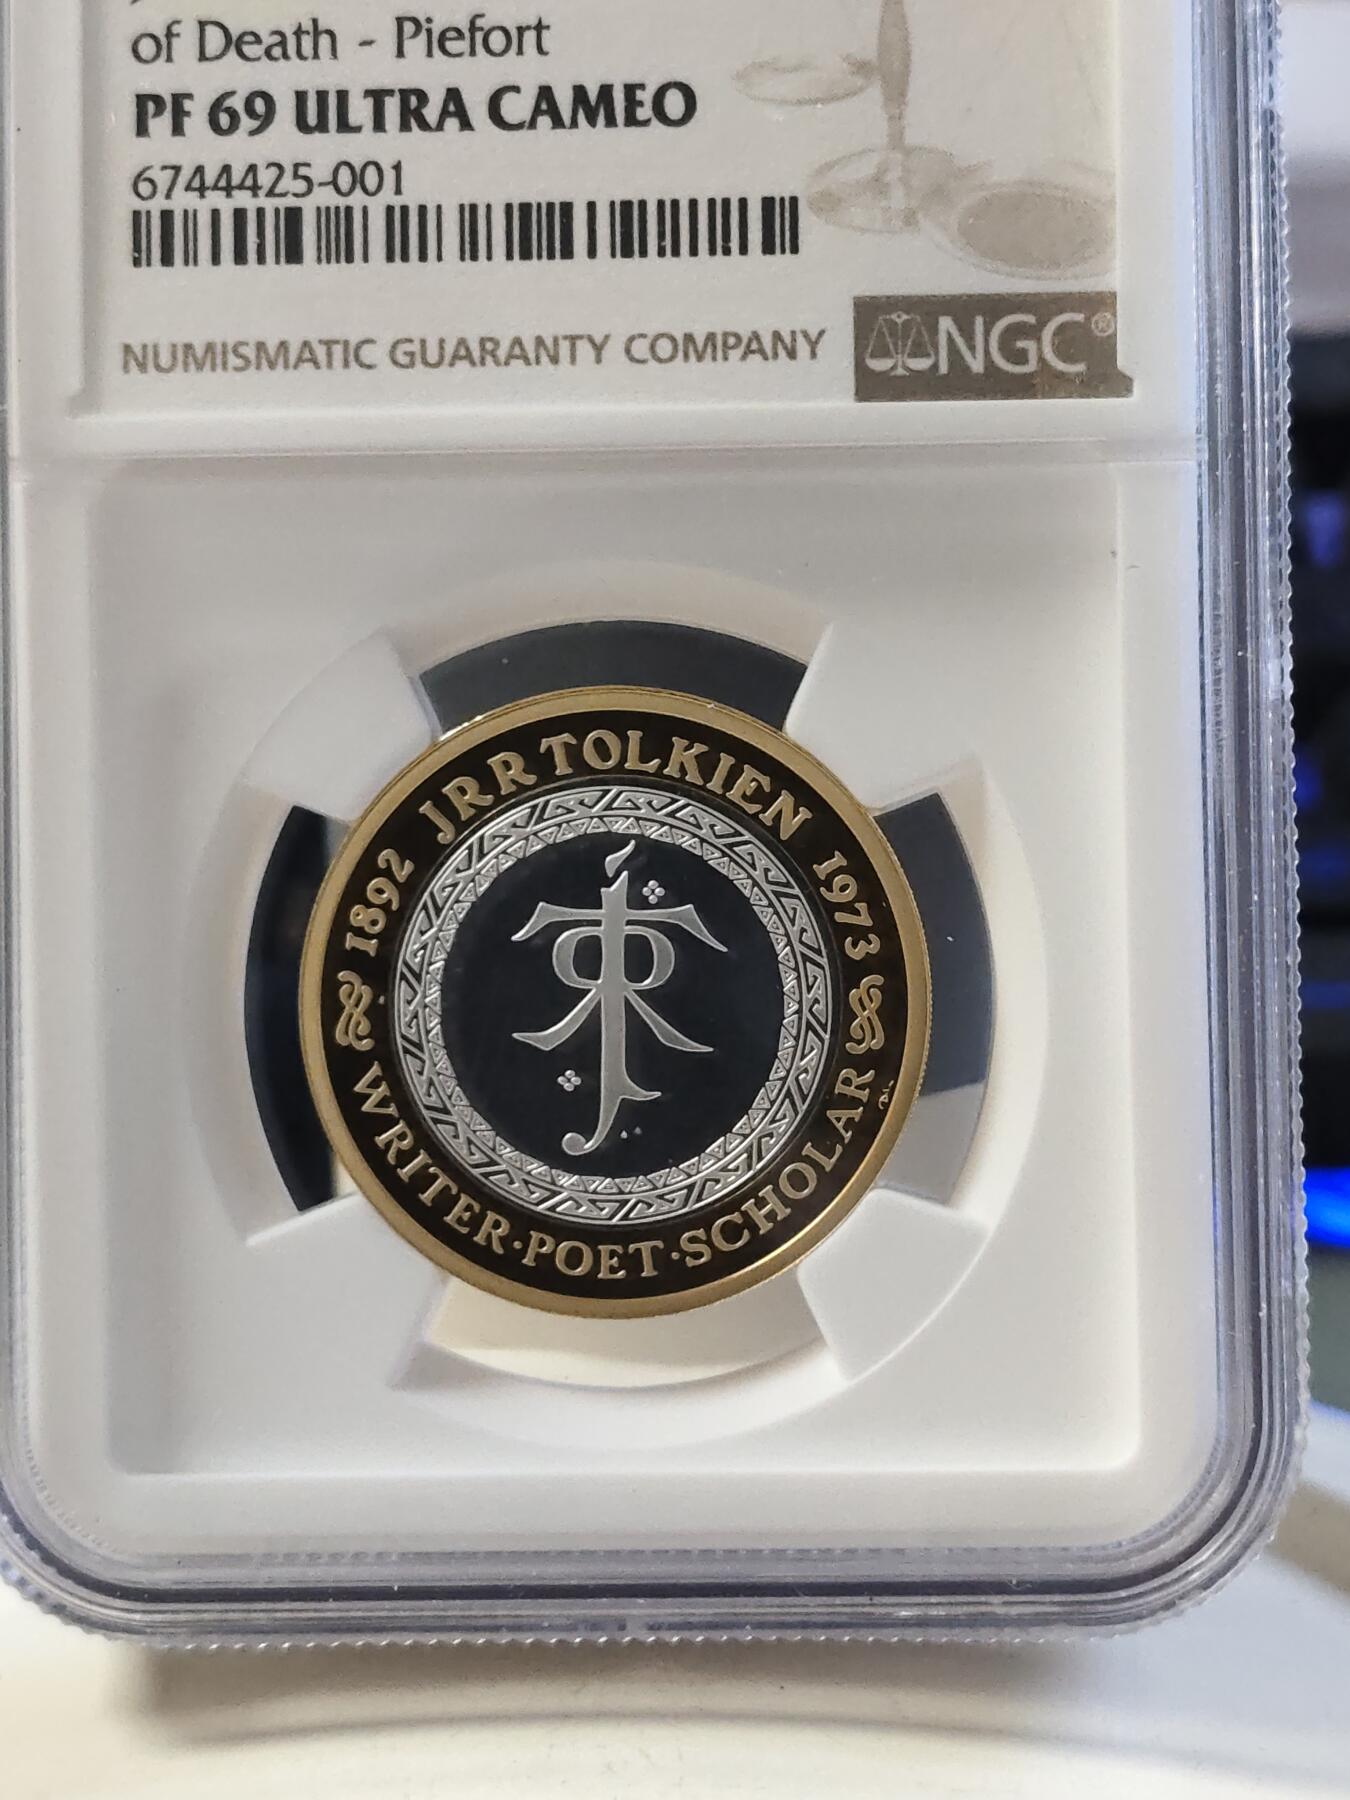 of Death - Piefort
PF 69 ULTRA CAMEO
6744425-001
NUMISMATIC GUARANTY COMPANY
NGC®
1892 JRR TOLKIEN 1973
WRITER·POET·SCHOLAR